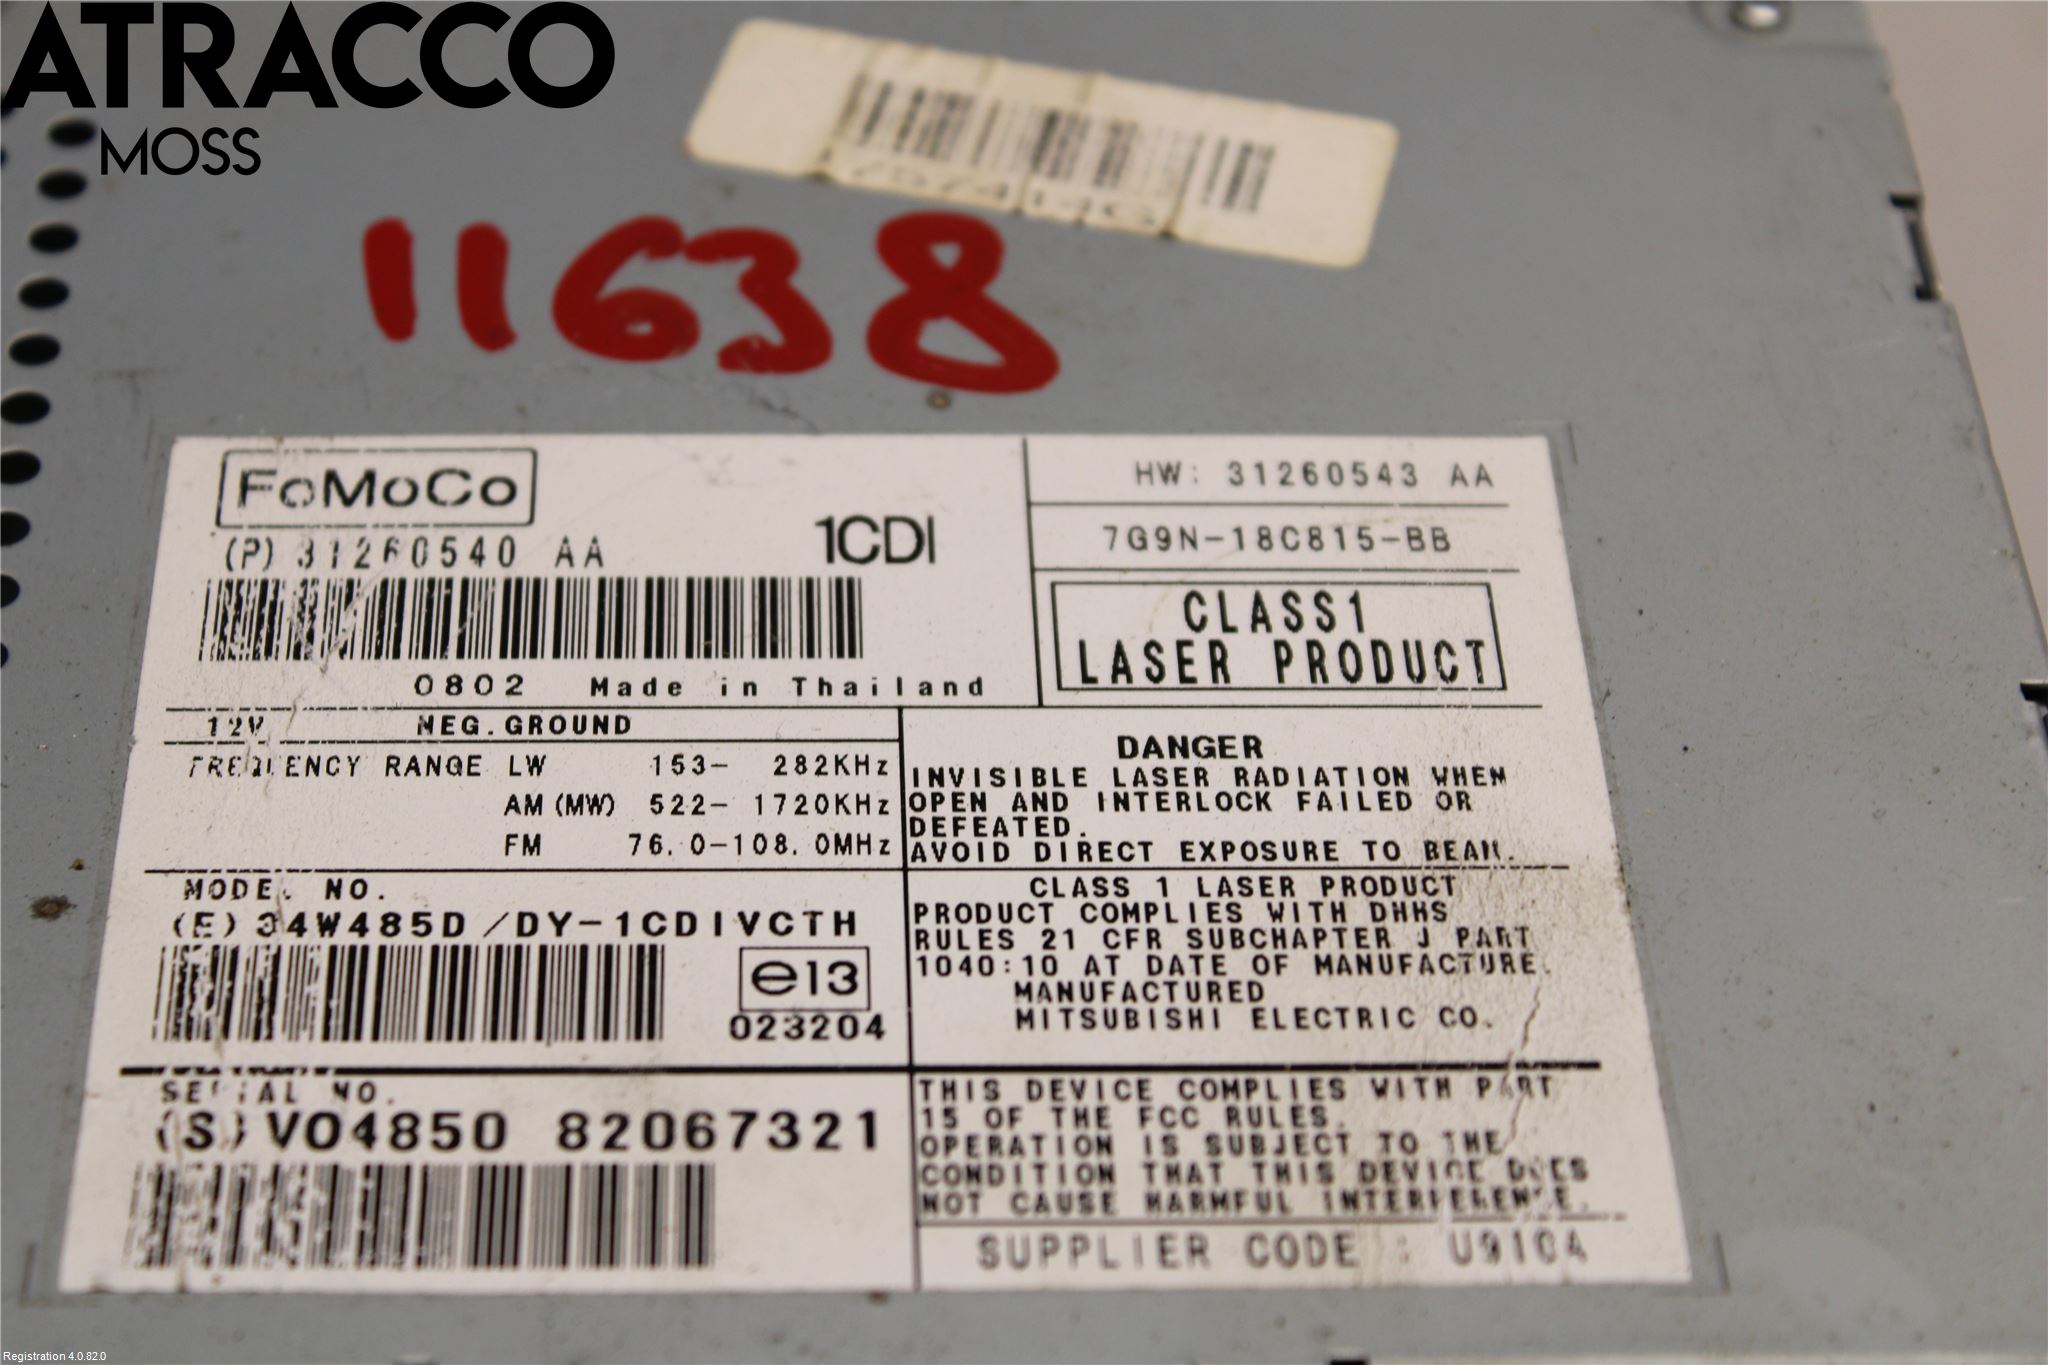 ATRACCO
MOSS
11638
FoMoCo
(P) 31260540 AA
1CDI
0802 Made in Thailand
HW: 31260543 AA
7G9N-18C815-BB
CLASS1
LASER PRODUCT
12V NEG.GROUND
FREQUENCY RANGE LW 153- 282KHz
AM (MW) 522- 1720KHz
FM 76.0-108.0MHz
DANGER
INVISIBLE LASER RADIATION WHEN
OPEN AND INTERLOCK FAILED OR
DEFEATED.
AVOID DIRECT EXPOSURE TO BEAM.
MODEL NO.
(E) 34W485D /DY-1CDIVCTH
e13
023204
CLASS 1 LASER PRODUCT
PRODUCT COMPLIES WITH DHHS
RULES 21 CFR SUBCHAPTER J PART
1040:10 AT DATE OF MANUFACTURE.
MANUFACTURED
MITSUBISHI ELECTRIC CO.
SERIAL NO.
(S) VO4850 82067321
THIS DEVICE COMPLIES WITH PART
15 OF THE FCC RULES.
OPERATION IS SUBJECT TO THE
CONDITION THAT THIS DEVICE DOES
NOT CAUSE HARMFUL INTERFERENCE.
SUPPLIER CODE : U91CA
Registration 4.0.82.0